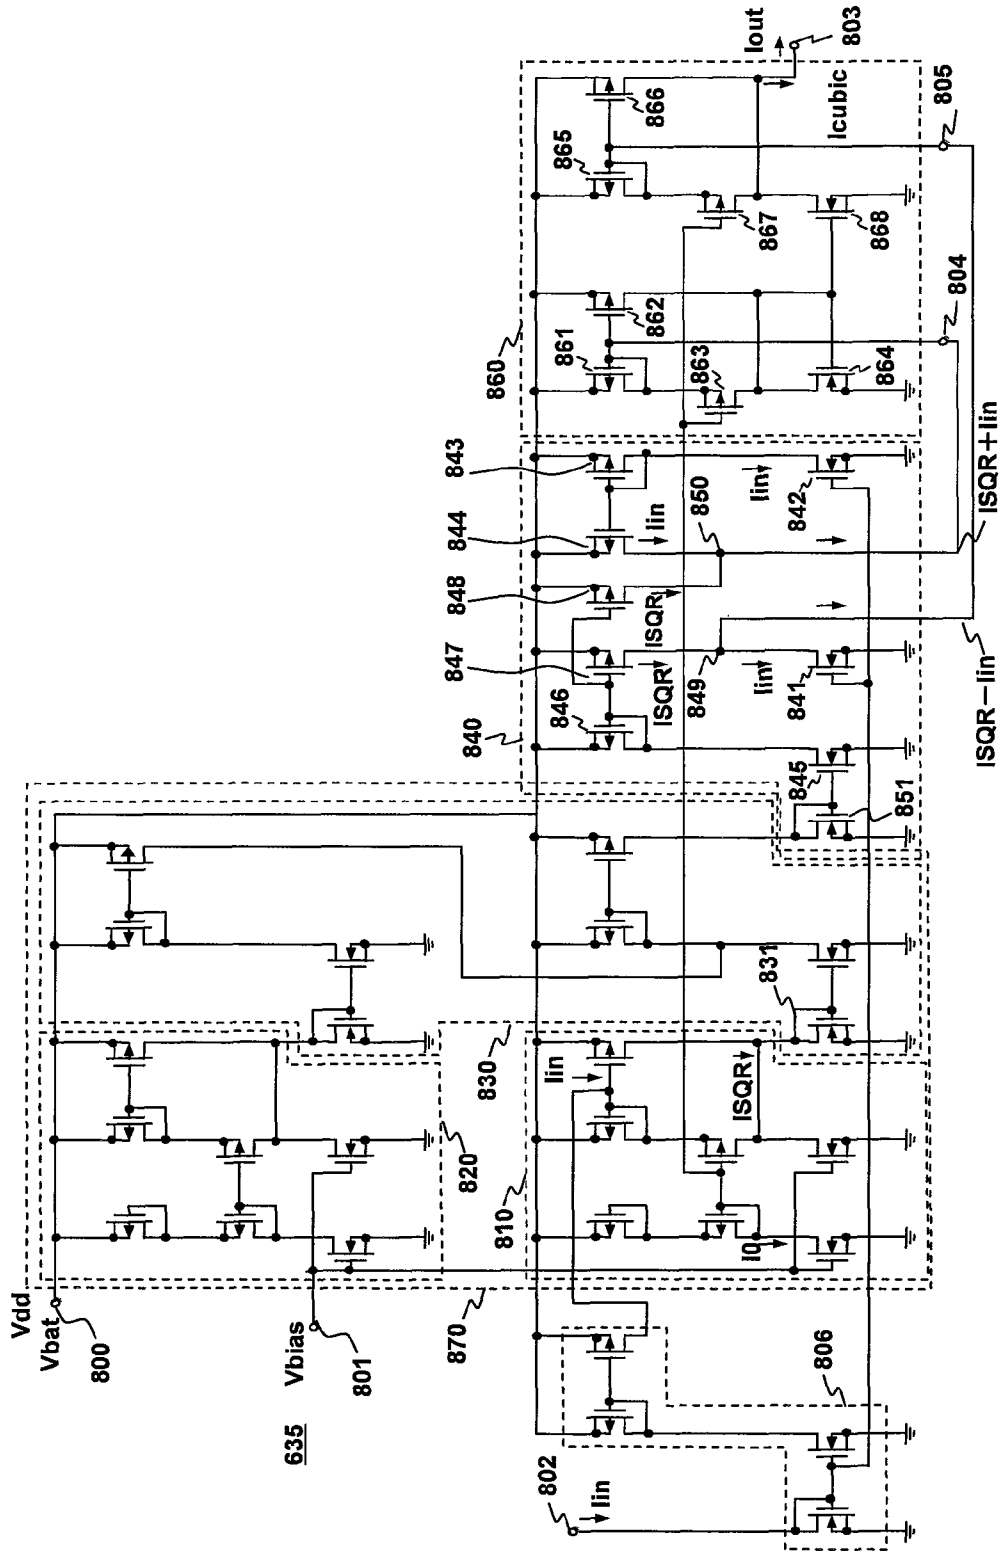 Vdd
Vbat
800
Vbias
801
635
870
820
830
810
Iin
ISQR
I0
831
806
802
Iin
840
846
847
848
844
843
ISQR
ISQR
Iin
849
850
Iin
Iin
841
842
845
851
ISQR－Iin
ISQR＋Iin
860
861
862
863
864
865
866
867
868
Icubic
Iout
803
804
805